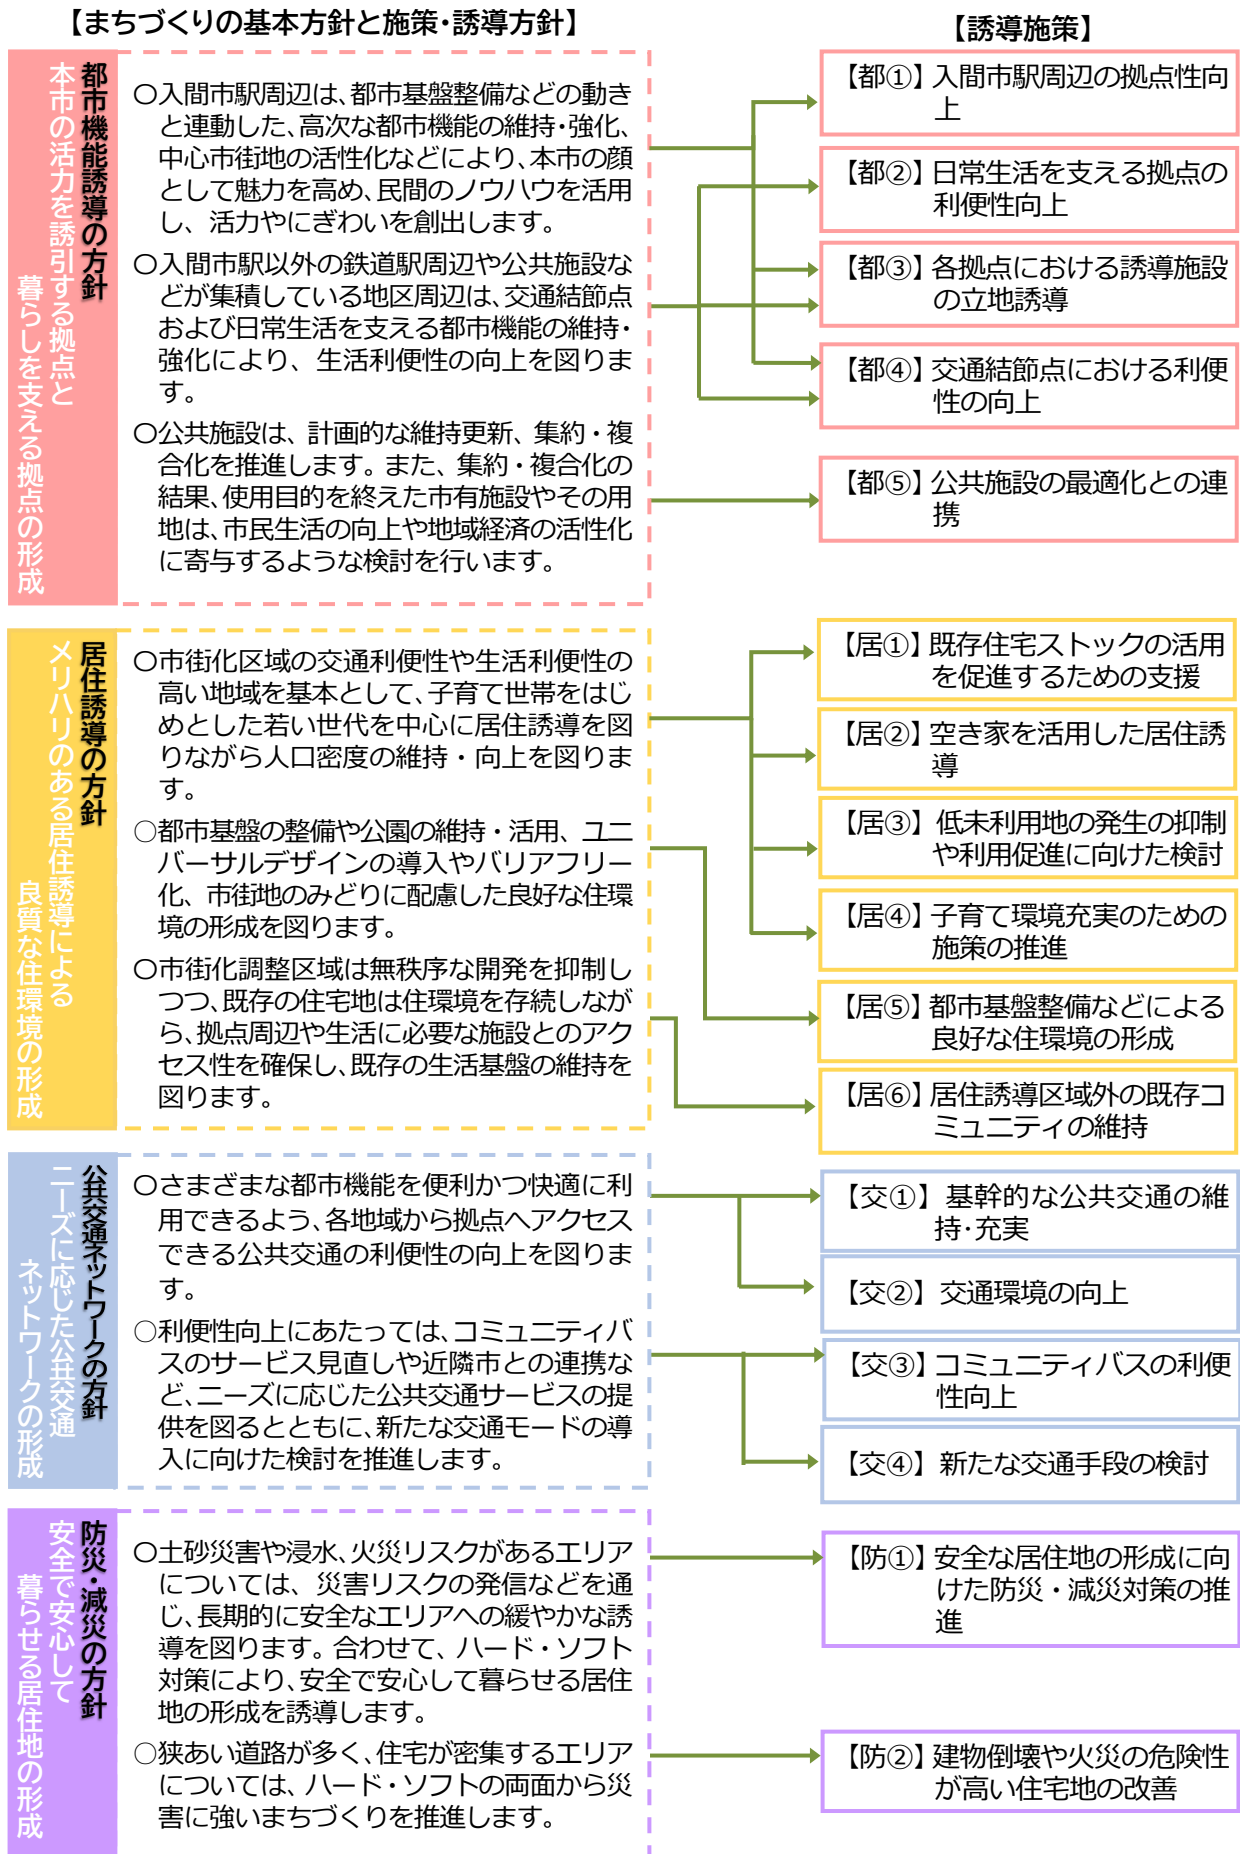 【まちづくりの基本方針と施策・誘導方針】
【誘導施策】
都市機能誘導の方針
本市の活力を誘引する拠点と
暮らしを支える拠点の形成
〇入間市駅周辺は、都市基盤整備などの動き
と連動した、高次な都市機能の維持・強化、
中心市街地の活性化などにより、本市の顔
として魅力を高め、民間のノウハウを活用
し、活力やにぎわいを創出します。
〇入間市駅以外の鉄道駅周辺や公共施設な
どが集積している地区周辺は、交通結節点
および日常生活を支える都市機能の維持・
強化により、生活利便性の向上を図りま
す。
〇公共施設は、計画的な維持更新、集約・複
合化を推進します。また、集約・複合化の
結果、使用目的を終えた市有施設やその用
地は、市民生活の向上や地域経済の活性化
に寄与するような検討を行います。
【都①】入間市駅周辺の拠点性向
上
【都②】日常生活を支える拠点の
利便性向上
【都③】各拠点における誘導施設
の立地誘導
【都④】交通結節点における利便
性の向上
【都⑤】公共施設の最適化との連
携
居住誘導の方針
メリハリのある居住誘導による
良質な住環境の形成
〇市街化区域の交通利便性や生活利便性の
高い地域を基本として、子育て世帯をはじ
めとした若い世代を中心に居住誘導を図
りながら人口密度の維持・向上を図りま
す。
○都市基盤の整備や公園の維持・活用、ユニ
バーサルデザインの導入やバリアフリー
化、市街地のみどりに配慮した良好な住環
境の形成を図ります。
〇市街化調整区域は無秩序な開発を抑制し
つつ、既存の住宅地は住環境を存続しなが
ら、拠点周辺や生活に必要な施設とのアク
セス性を確保し、既存の生活基盤の維持を
図ります。
【居①】既存住宅ストックの活用
を促進するための支援
【居②】空き家を活用した居住誘
導
【居③】低未利用地の発生の抑制
や利用促進に向けた検討
【居④】子育て環境充実のための
施策の推進
【居⑤】都市基盤整備などによる
良好な住環境の形成
【居⑥】居住誘導区域外の既存コ
ミュニティの維持
公共交通ネットワークの方針
ニーズに応じた公共交通
ネットワークの形成
〇さまざまな都市機能を便利かつ快適に利
用できるよう、各地域から拠点へアクセス
できる公共交通の利便性の向上を図りま
す。
○利便性向上にあたっては、コミュニティバ
スのサービス見直しや近隣市との連携な
ど、ニーズに応じた公共交通サービスの提
供を図るとともに、新たな交通モードの導
入に向けた検討を推進します。
【交①】基幹的な公共交通の維
持・充実
【交②】交通環境の向上
【交③】コミュニティバスの利便
性向上
【交④】新たな交通手段の検討
防災・減災の方針
安全で安心して
暮らせる居住地の形成
〇土砂災害や浸水、火災リスクがあるエリア
については、災害リスクの発信などを通
じ、長期的に安全なエリアへの緩やかな誘
導を図ります。合わせて、ハード・ソフト
対策により、安全で安心して暮らせる居住
地の形成を誘導します。
○狭あい道路が多く、住宅が密集するエリア
については、ハード・ソフトの両面から災
害に強いまちづくりを推進します。
【防①】安全な居住地の形成に向
けた防災・減災対策の推
進
【防②】建物倒壊や火災の危険性
が高い住宅地の改善